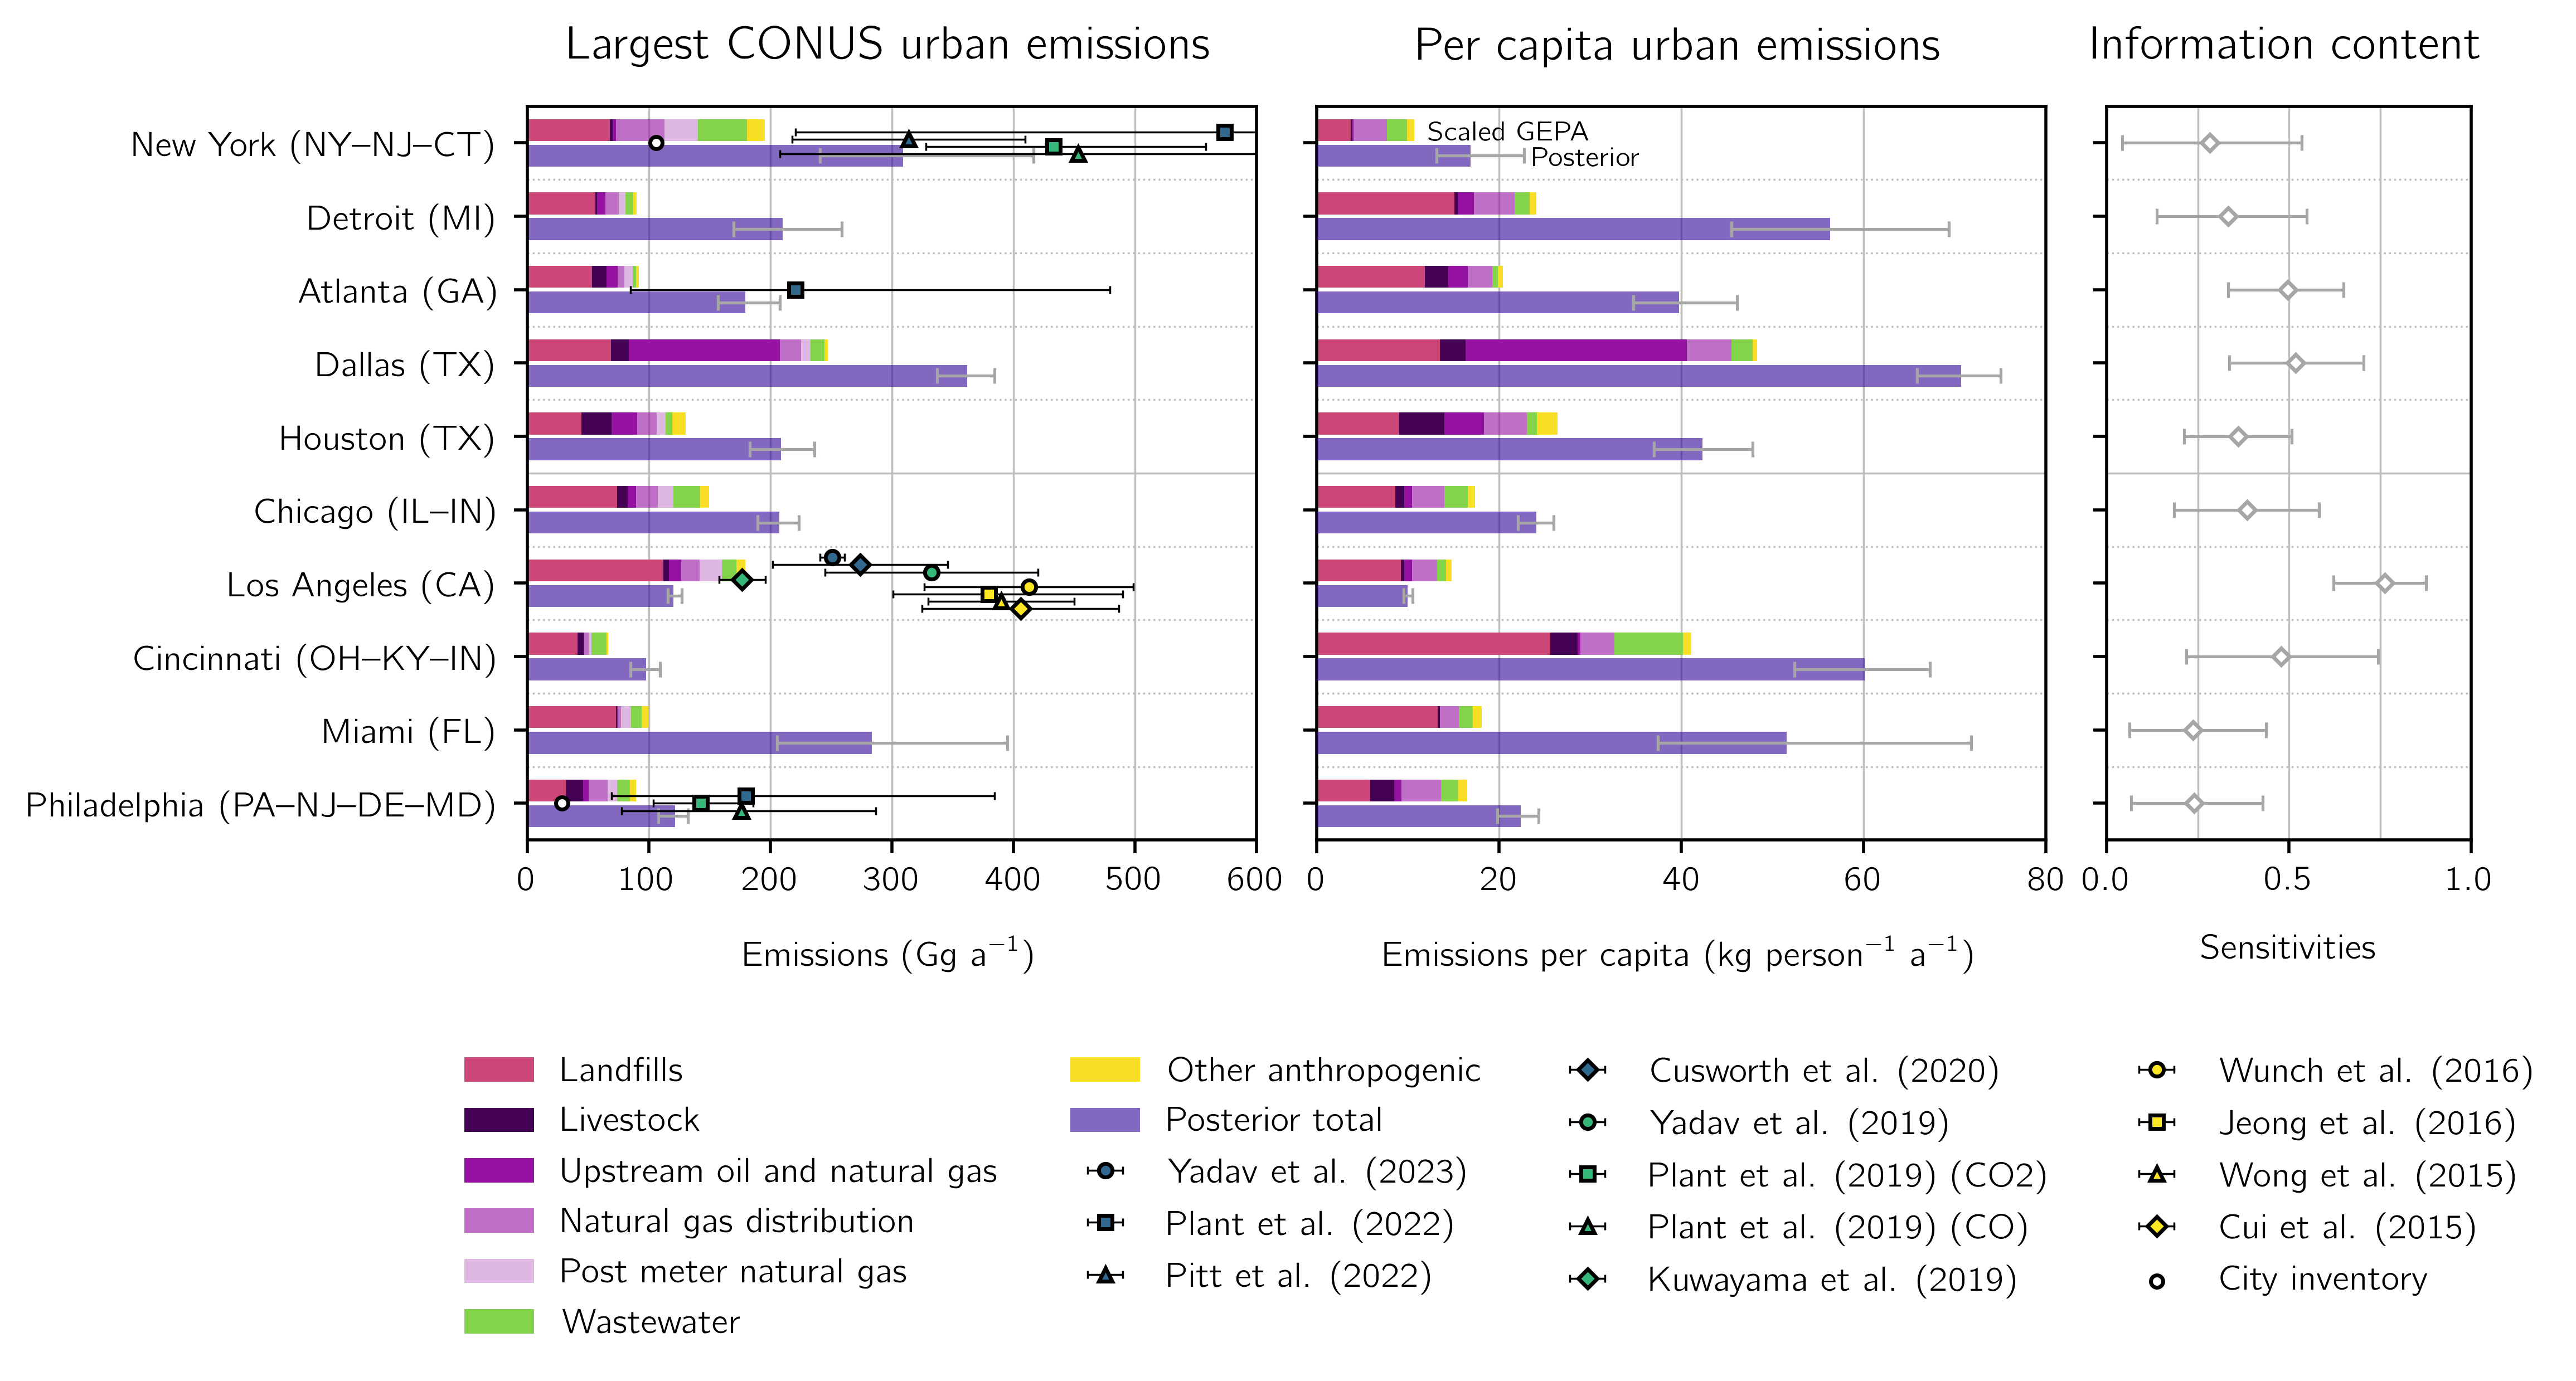 Largest CONUS urban emissions
Per capita urban emissions
Information content
New York (NY–NJ–CT)
Detroit (MI)
Atlanta (GA)
Dallas (TX)
Houston (TX)
Chicago (IL–IN)
Los Angeles (CA)
Cincinnati (OH–KY–IN)
Miami (FL)
Philadelphia (PA–NJ–DE–MD)
Scaled GEPA
Posterior
0 100 200 300 400 500 600
0 20 40 60 80
0.0 0.5 1.0
Emissions (Gg a⁻¹)
Emissions per capita (kg person⁻¹ a⁻¹)
Sensitivities
Landfills
Livestock
Upstream oil and natural gas
Natural gas distribution
Post meter natural gas
Wastewater
Other anthropogenic
Posterior total
Yadav et al. (2023)
Plant et al. (2022)
Pitt et al. (2022)
Cusworth et al. (2020)
Yadav et al. (2019)
Plant et al. (2019) (CO2)
Plant et al. (2019) (CO)
Kuwayama et al. (2019)
Wunch et al. (2016)
Jeong et al. (2016)
Wong et al. (2015)
Cui et al. (2015)
City inventory